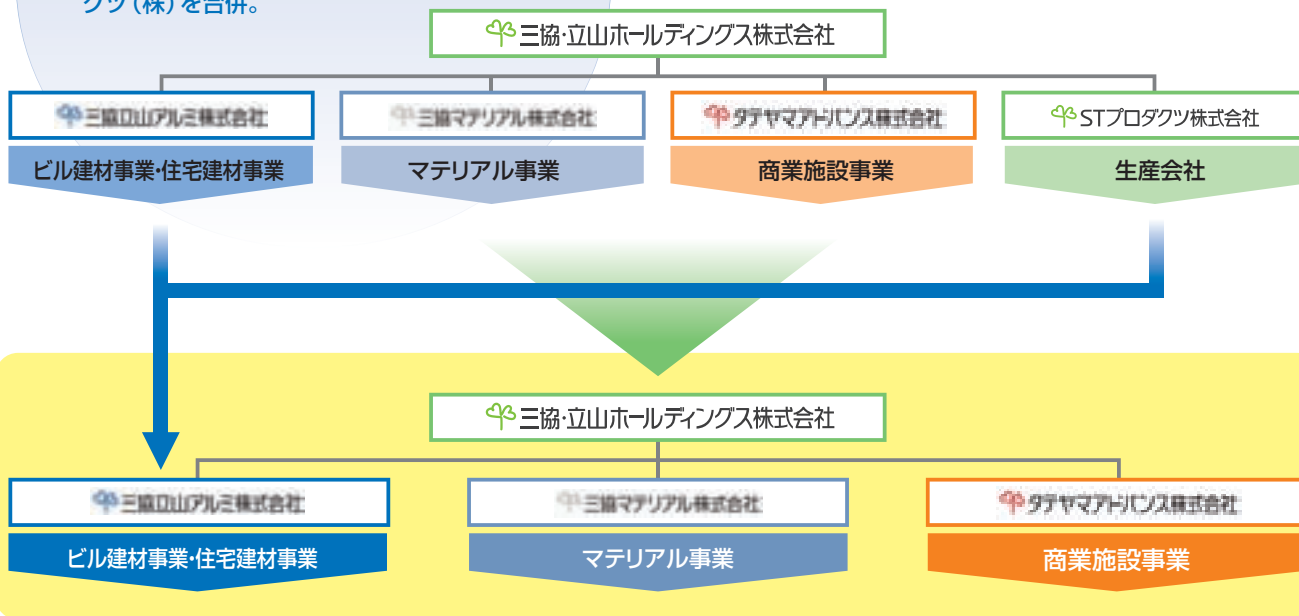 クツ(株)を合併。
三協・立山ホールディングス株式会社
三協立山アルミ株式会社
三協マテリアル株式会社
タテヤマアドバンス株式会社
STプロダクツ株式会社
ビル建材事業・住宅建材事業
マテリアル事業
商業施設事業
生産会社
三協・立山ホールディングス株式会社
三協立山アルミ株式会社
三協マテリアル株式会社
タテヤマアドバンス株式会社
ビル建材事業・住宅建材事業
マテリアル事業
商業施設事業